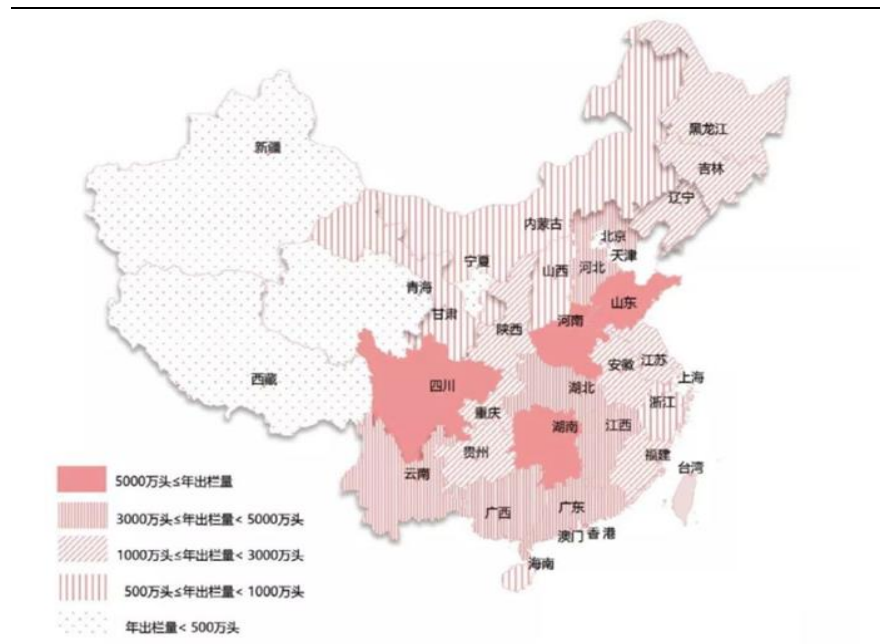 黑龙江
新疆
吉林
辽宁
内蒙古
北京
天津
宁夏
山西
河北
青海
山东
甘肃
河南
陕西
安徽
江苏
西藏
四川
上海
湖北
浙江
重庆
湖南
江西
贵州
福建
台湾
云南
广西
广东
澳门
香港
海南
5000万头≤年出栏量
3000万头≤年出栏量< 5000万头
1000万头≤年出栏量< 3000万头
500万头≤年出栏量< 1000万头
年出栏量< 500万头